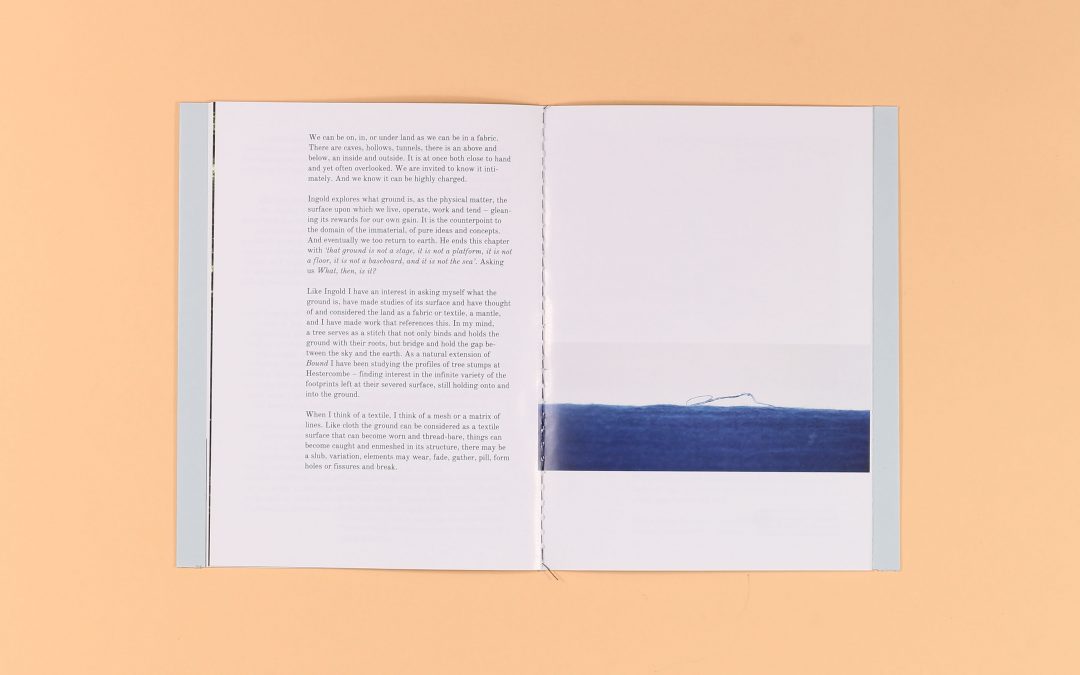 We can be on, in, or under land as we can be in a fabric.
There are caves, hollows, tunnels, there is an above and
below, an inside and outside. It is at once both close to hand
and yet often overlooked. We are invited to know it inti-
mately. And we know it can be highly charged.
Ingold explores what ground is, as the physical matter, the
surface upon which we live, operate, work and tend – glean-
ing its rewards for our own gain. It is the counterpoint to
the domain of the immaterial, of pure ideas and concepts.
And eventually we too return to earth. He ends this chapter
with ‘that ground is not a stage, it is not a platform, it is not
a floor, it is not a baseboard, and it is not the sea’. Asking
us What, then, is it?
Like Ingold I have an interest in asking myself what the
ground is, have made studies of its surface and have thought
of and considered the land as a fabric or textile, a mantle,
and I have made work that references this. In my mind,
a tree serves as a stitch that not only binds and holds the
ground with their roots, but bridge and hold the gap be-
tween the sky and the earth. As a natural extension of
Bound I have been studying the profiles of tree stumps at
Hestercombe – finding interest in the infinite variety of the
footprints left at their severed surface, still holding onto and
into the ground.
When I think of a textile, I think of a mesh or a matrix of
lines. Like cloth the ground can be considered as a textile
surface that can become worn and thread-bare, things can
become caught and enmeshed in its structure, there may be
a slub, variation, elements may wear, fade, gather, pill, form
holes or fissures and break.